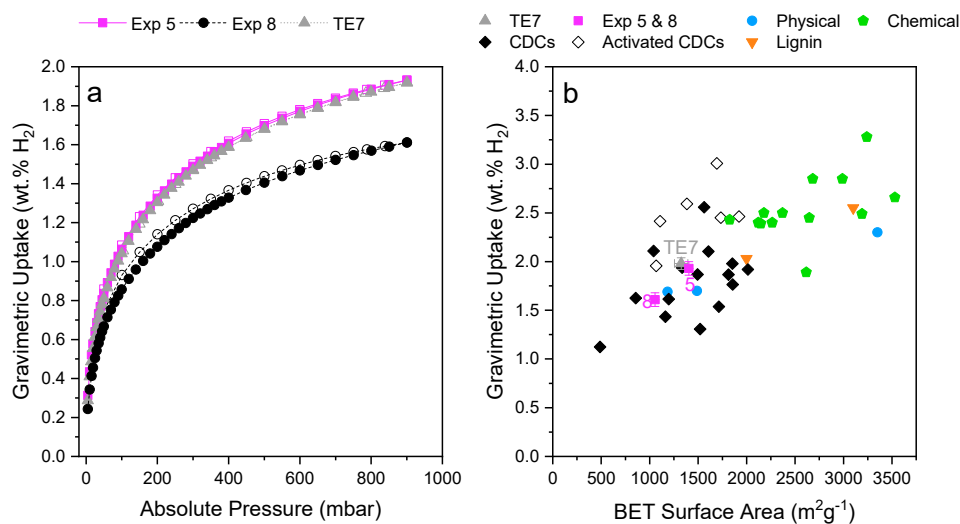 Exp 5 Exp 8 TE7
TE7 Exp 5 & 8 Physical Chemical
CDCs Activated CDCs Lignin
a
Gravimetric Uptake (wt.% H₂)
2.0
1.8
1.6
1.4
1.2
1.0
0.8
0.6
0.4
0.2
0.0
0 200 400 600 800 1000
Absolute Pressure (mbar)
b
Gravimetric Uptake (wt.% H₂)
4.0
3.5
3.0
2.5
2.0
1.5
1.0
0.5
0.0
TE7
5
8
0 500 1000 1500 2000 2500 3000 3500
BET Surface Area (m²g⁻¹)